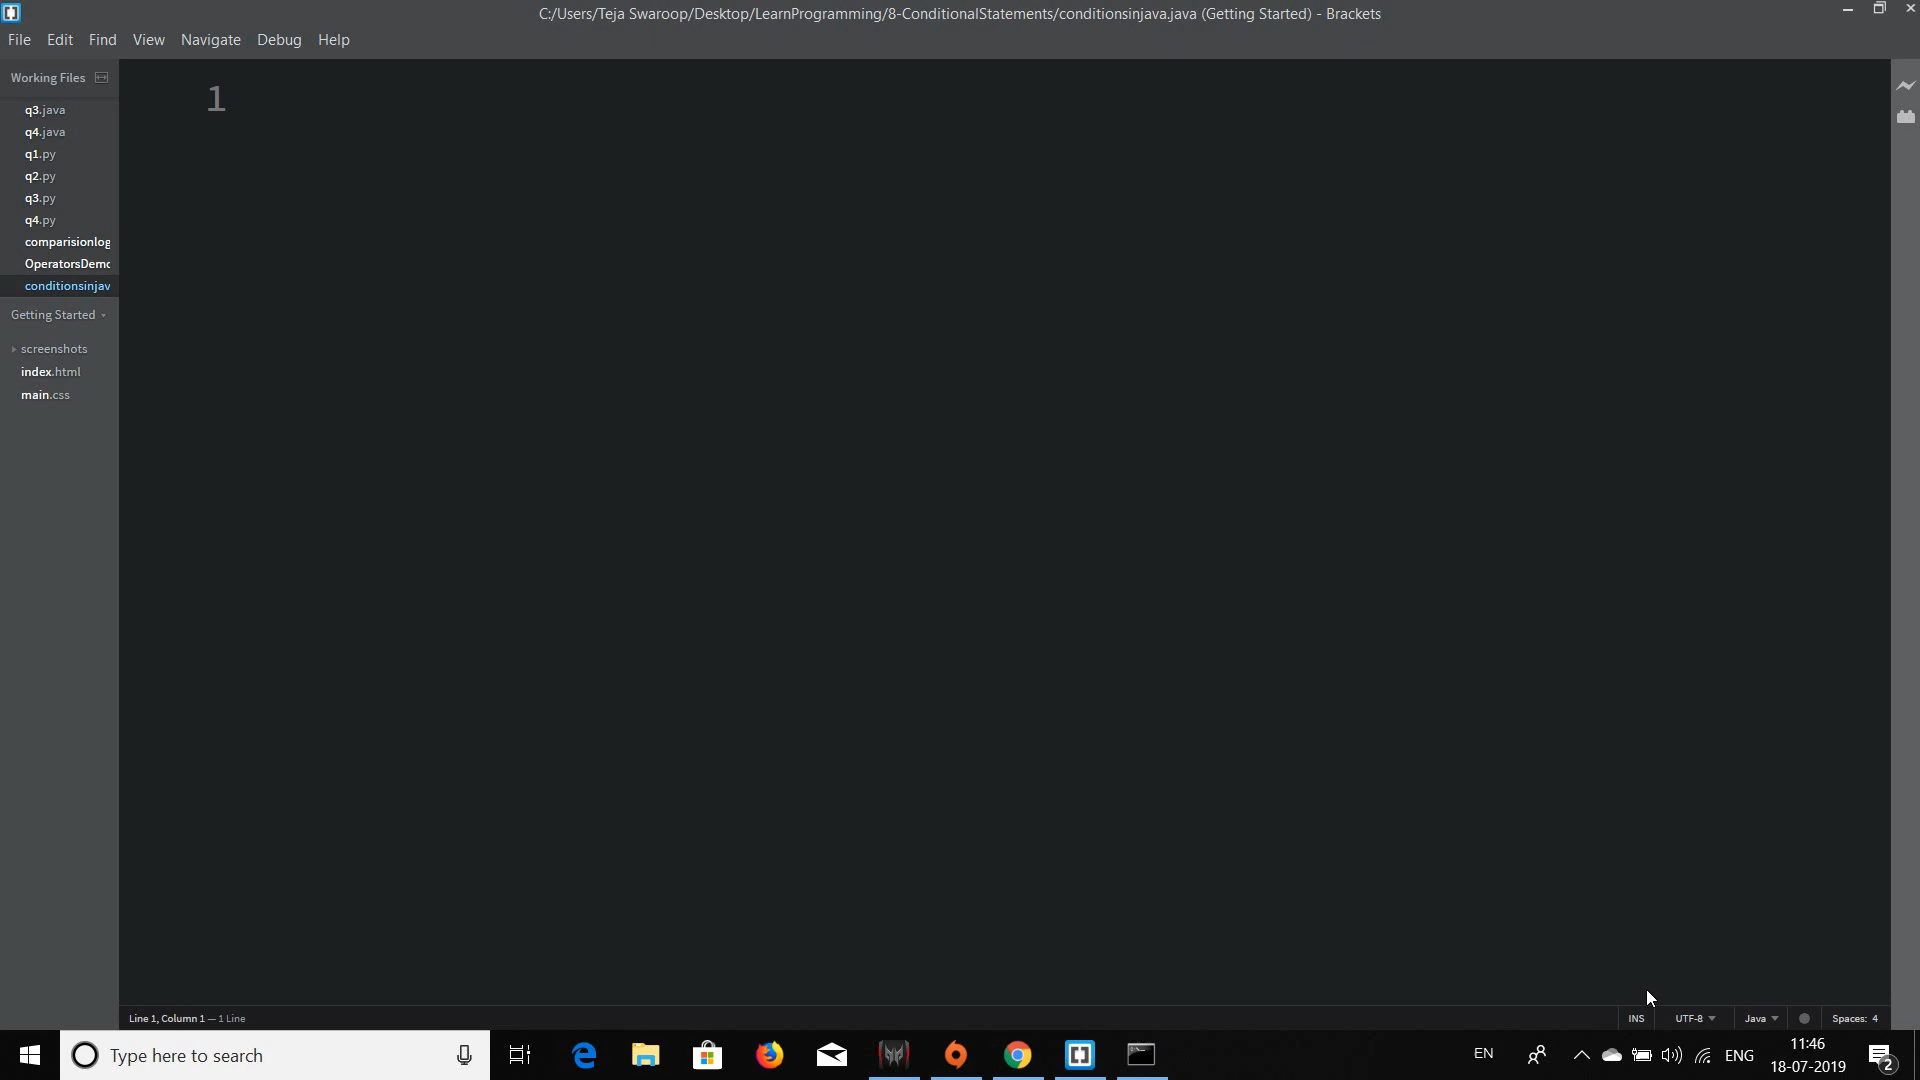 C:/Users/Teja Swaroop/Desktop/LearnProgramming/8-ConditionalStatements/conditionsinjava.java (Getting Started) - Brackets
File Edit Find View Navigate Debug Help
Working Files
1
q3.java
q4.java
q1.py
q2.py
q3.py
q4.py
comparisionlog
OperatorsDemo
conditionsinjav
Getting Started
screenshots
index.html
main.css
Line 1, Column 1 — 1 Line
INS UTF-8 Java Spaces: 4
Type here to search
EN
ENG
11:46
18-07-2019
2